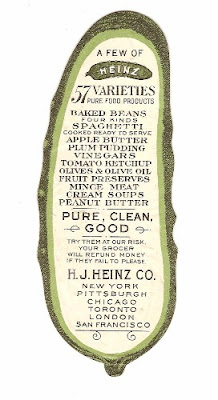 A FEW OF
HEINZ
57 VARIETIES
PURE FOOD PRODUCTS
BAKED BEANS
FOUR KINDS
SPAGHETTI
COOKED READY TO SERVE
APPLE BUTTER
PLUM PUDDING
VINEGARS
TOMATO KETCHUP
OLIVES & OLIVE OIL
FRUIT PRESERVES
MINCE MEAT
CREAM SOUPS
PEANUT BUTTER
PURE, CLEAN,
GOOD
TRY THEM AT OUR RISK,
YOUR GROCER
WILL REFUND MONEY
IF THEY FAIL TO PLEASE
H.J. HEINZ CO.
NEW YORK
PITTSBURGH
CHICAGO
TORONTO
LONDON
SAN FRANCISCO